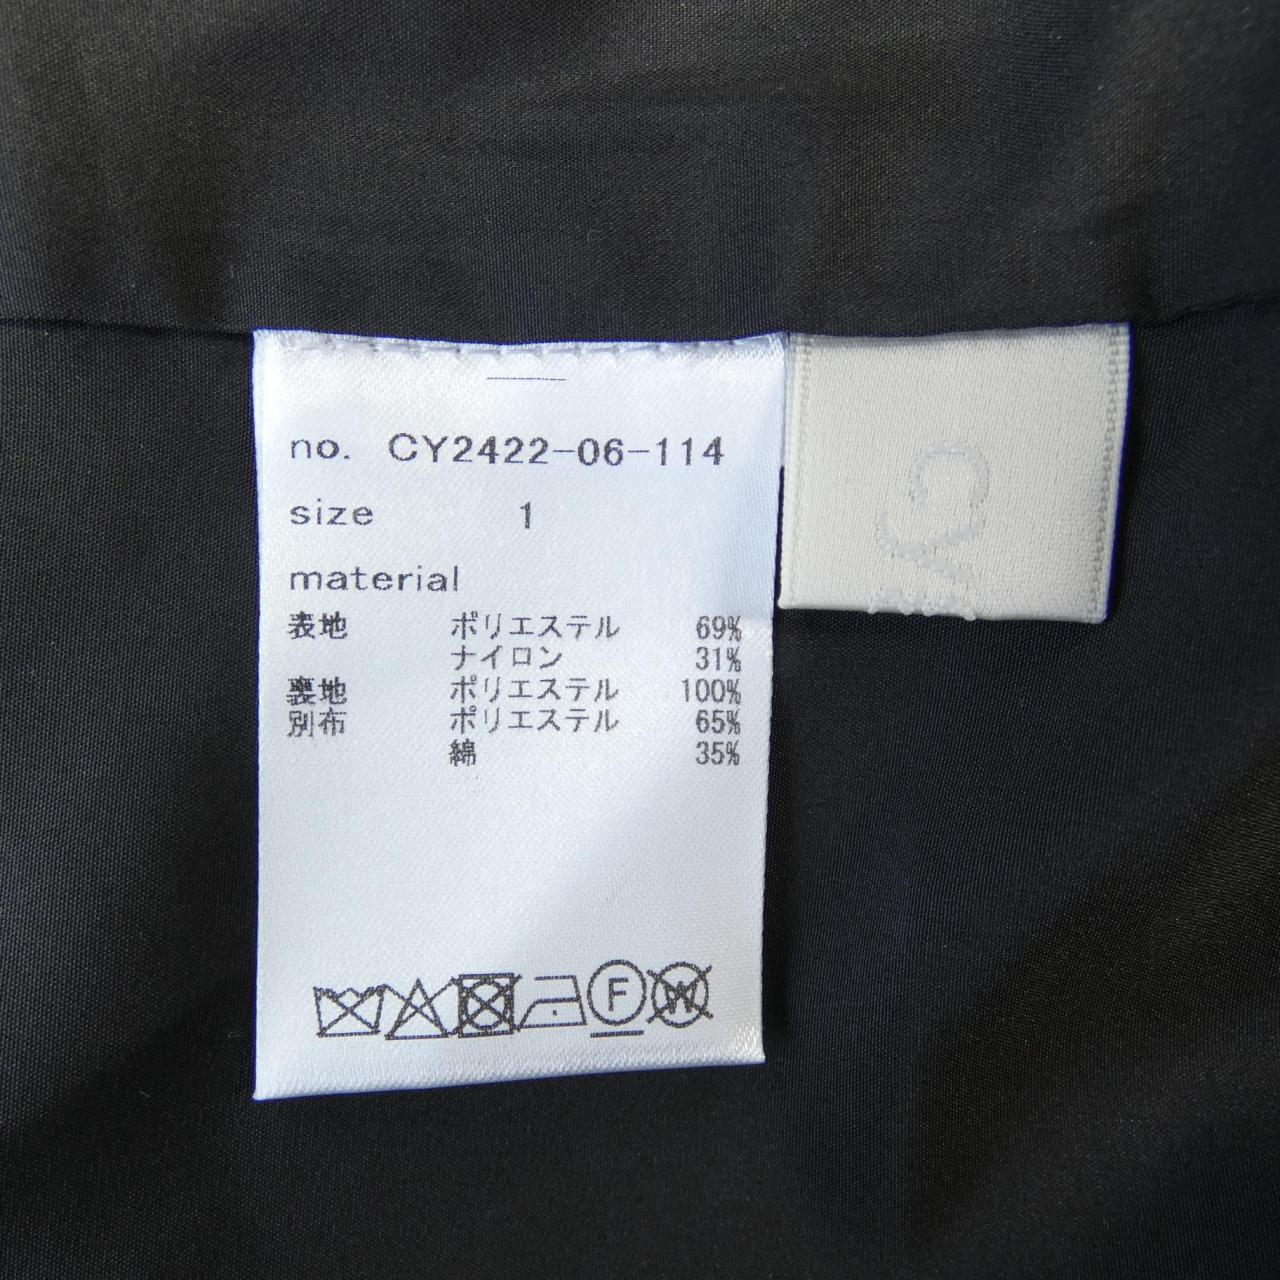 no. CY2422-06-114
size 1
material
表地 ポリエステル 69%
ナイロン 31%
裏地 ポリエステル 100%
別布 ポリエステル 65%
綿 35%
F
W